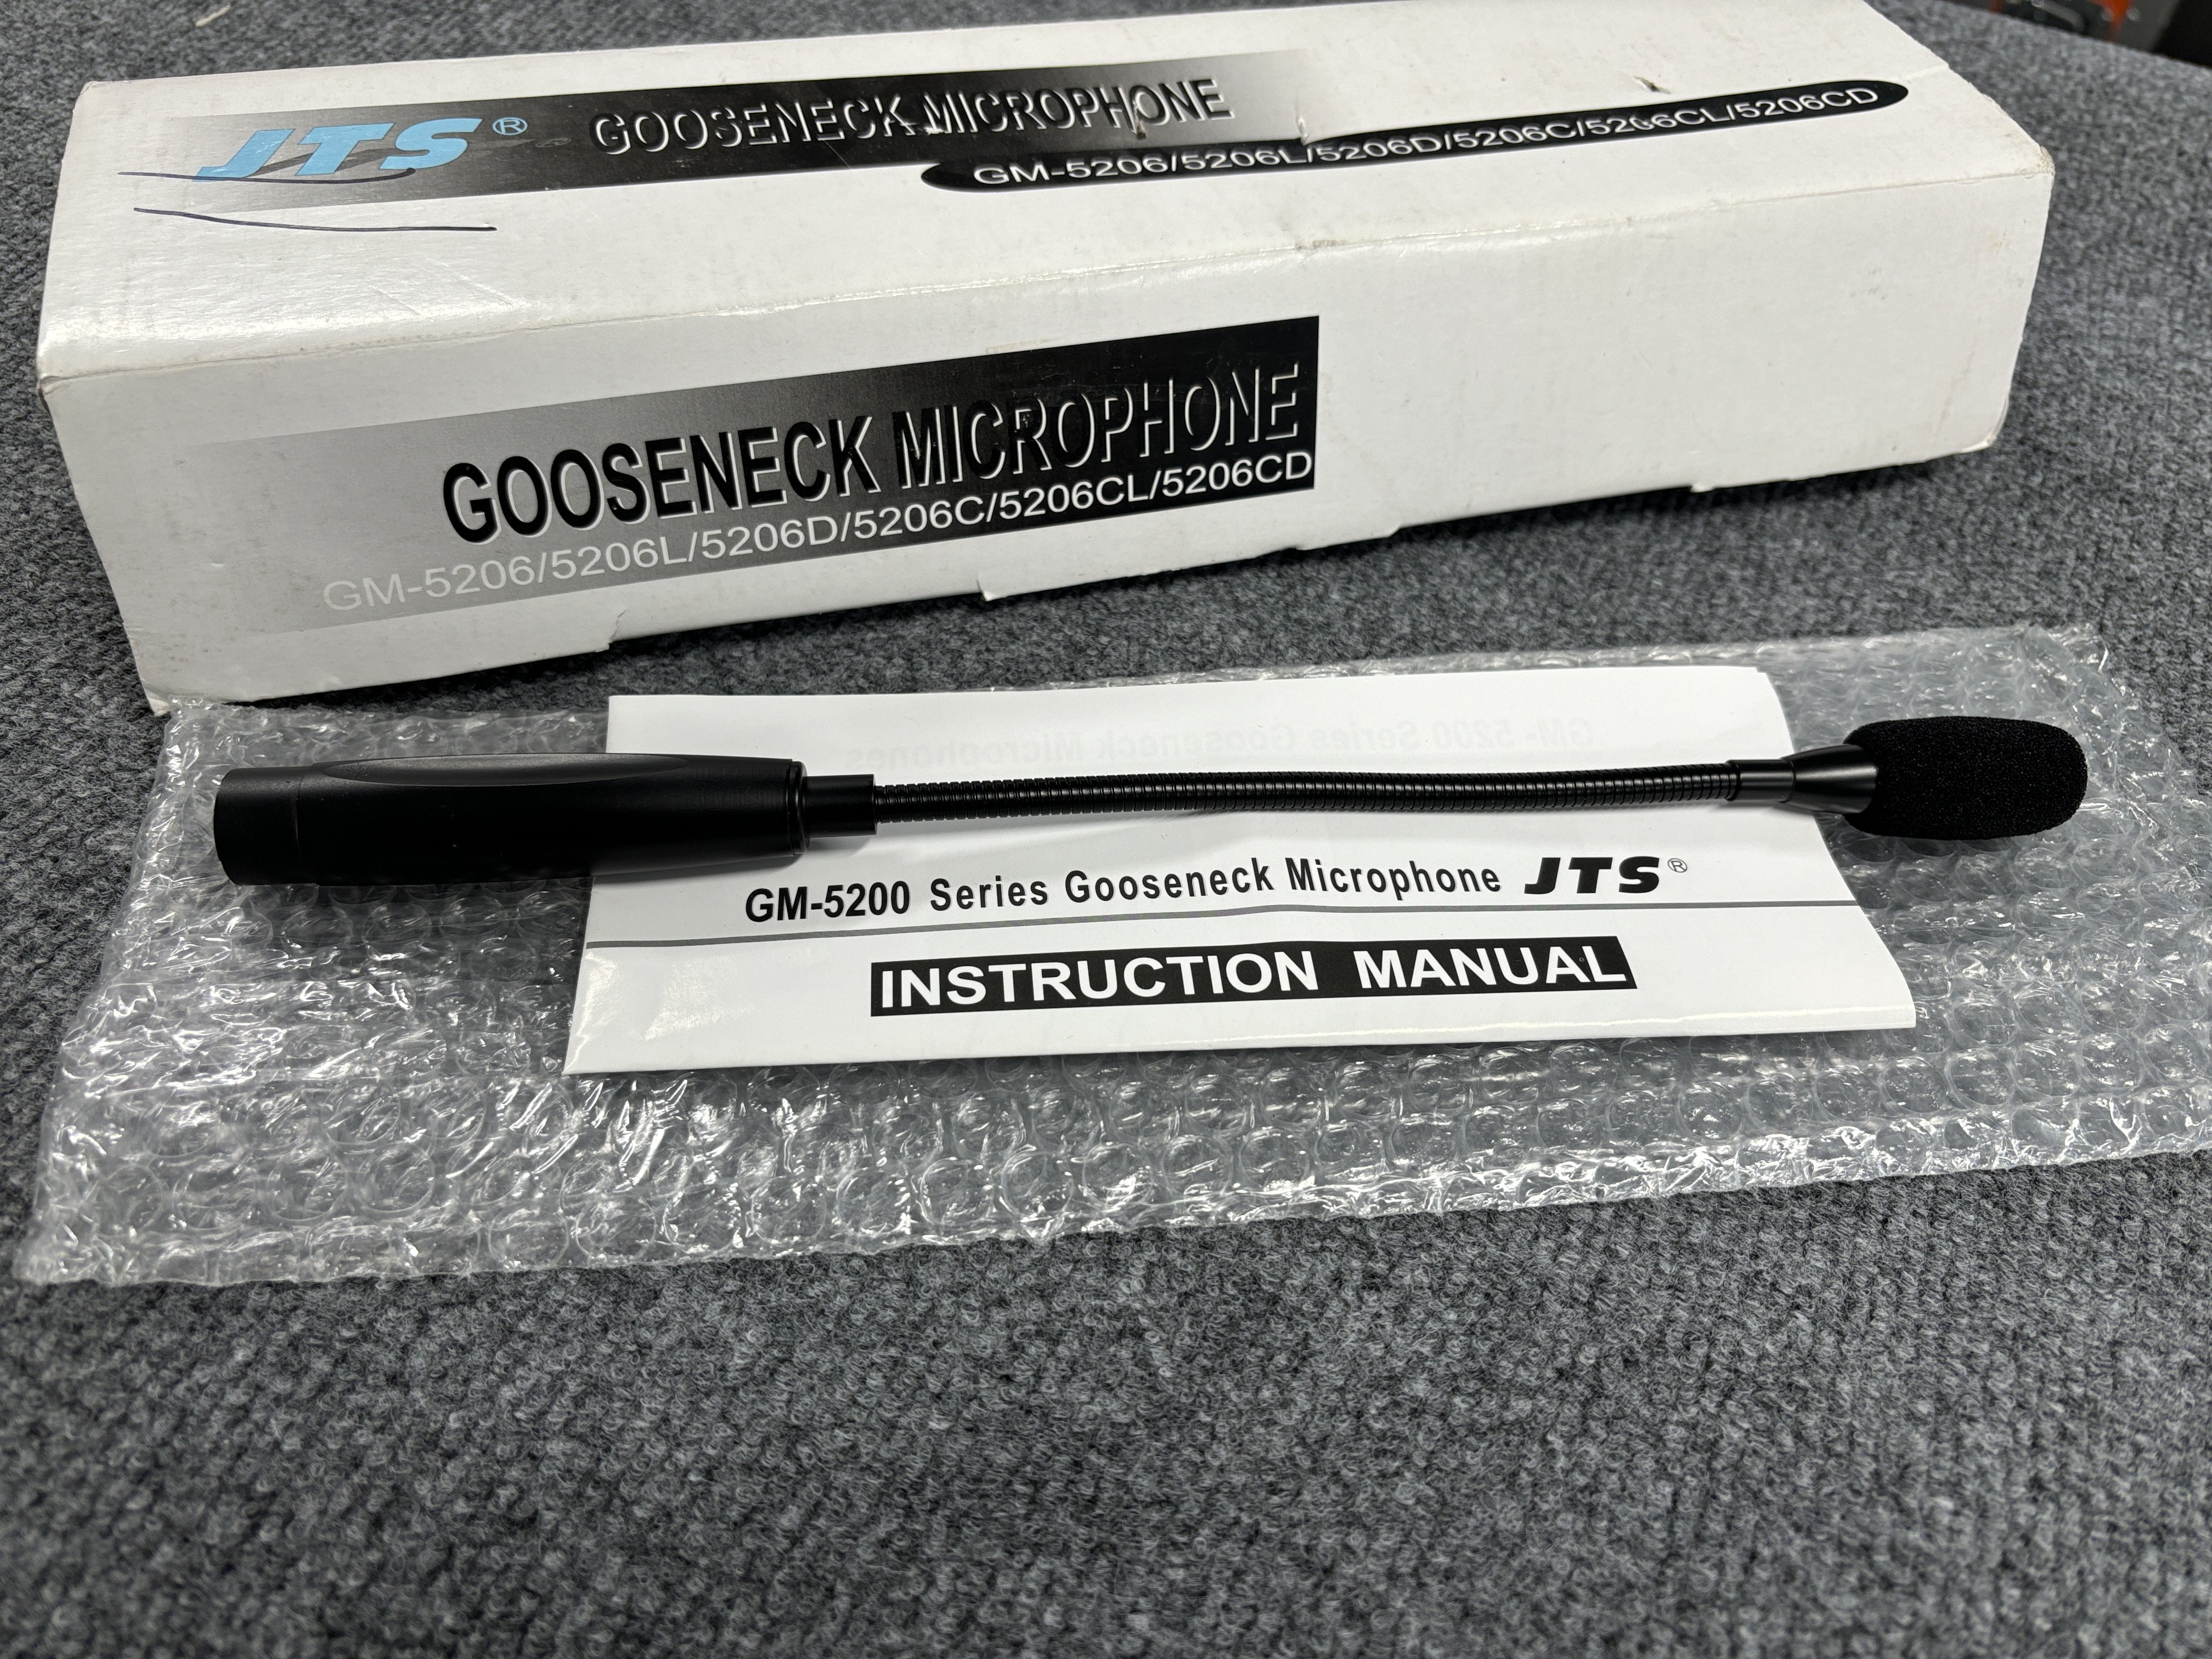 JTS® GOOSENECK MICROPHONE
GM-5206/5206L/5206D/5206C/5206CL/5206CD
GOOSENECK MICROPHONE
GM-5206/5206L/5206D/5206C/5206CL/5206CD
GM- 5200 Series Gooseneck Microphones
GM-5200 Series Gooseneck Microphone JTS®
INSTRUCTION MANUAL